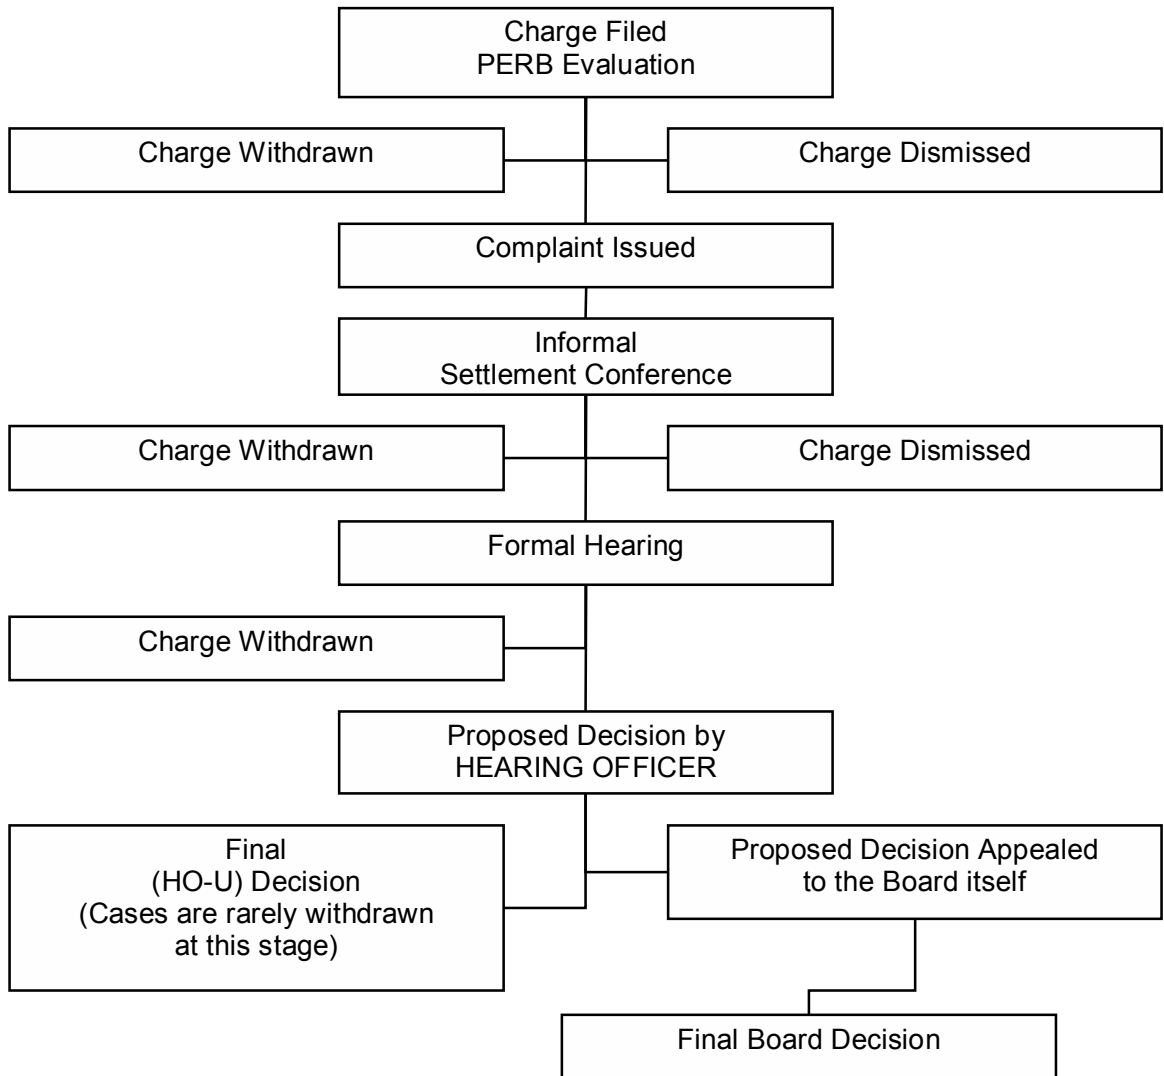 Charge Filed
PERB Evaluation
Charge Withdrawn
Charge Dismissed
Complaint Issued
Informal
Settlement Conference
Charge Withdrawn
Charge Dismissed
Formal Hearing
Charge Withdrawn
Proposed Decision by
HEARING OFFICER
Final
(HO-U) Decision
(Cases are rarely withdrawn
at this stage)
Proposed Decision Appealed
to the Board itself
Final Board Decision